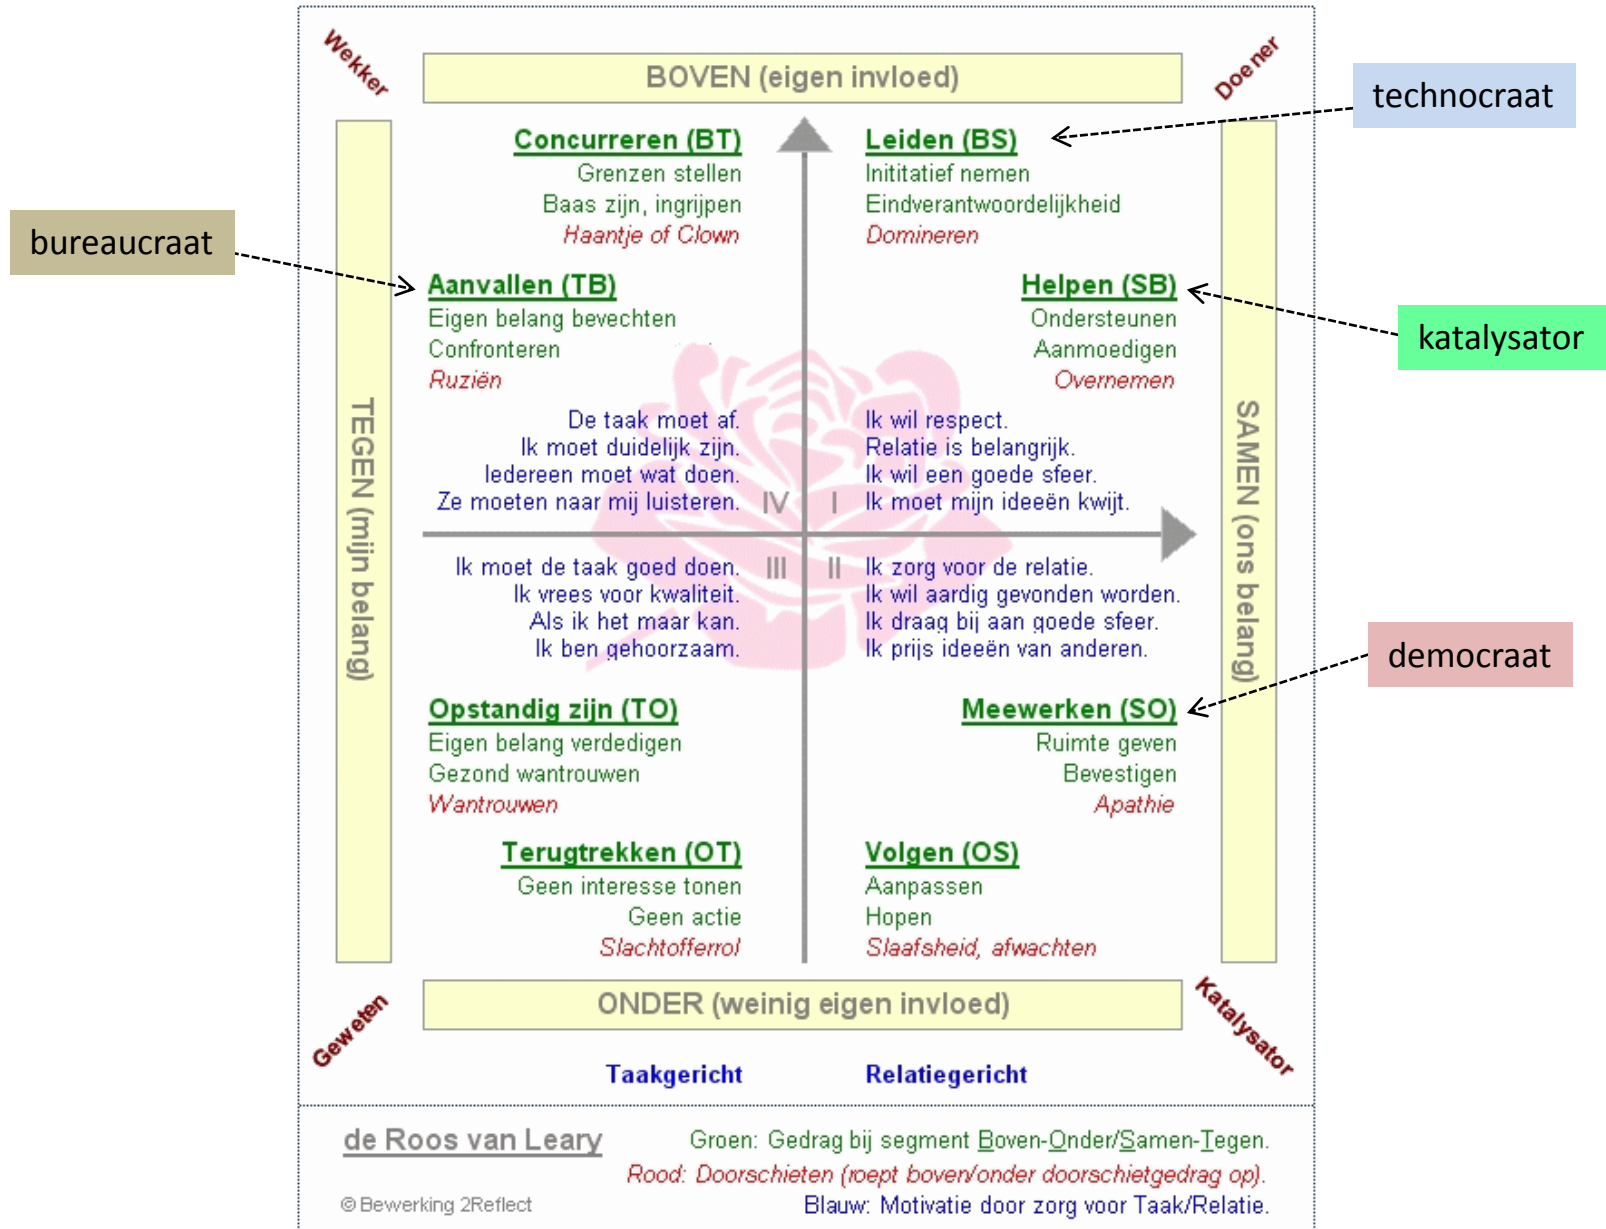 Wekker
BOVEN (eigen invloed)
Doener
technocraat
Concurreren (BT)
Grenzen stellen
Baas zijn, ingrijpen
Haantje of Clown
Leiden (BS)
Inititatief nemen
Eindverantwoordelijkheid
Domineren
bureaucraat
Aanvallen (TB)
Eigen belang bevechten
Confronteren
Ruziën
Helpen (SB)
Ondersteunen
Aanmoedigen
Overnemen
katalysator
TEGEN (mijn belang)
De taak moet af.
Ik moet duidelijk zijn.
Iedereen moet wat doen.
Ze moeten naar mij luisteren.
IV
I
Ik wil respect.
Relatie is belangrijk.
Ik wil een goede sfeer.
Ik moet mijn ideeën kwijt.
SAMEN (ons belang)
Ik moet de taak goed doen.
Ik vrees voor kwaliteit.
Als ik het maar kan.
Ik ben gehoorzaam.
III
II
Ik zorg voor de relatie.
Ik wil aardig gevonden worden.
Ik draag bij aan goede sfeer.
Ik prijs ideeën van anderen.
democraat
Opstandig zijn (TO)
Eigen belang verdedigen
Gezond wantrouwen
Wantrouwen
Meewerken (SO)
Ruimte geven
Bevestigen
Apathie
Terugtrekken (OT)
Geen interesse tonen
Geen actie
Slachtofferrol
Volgen (OS)
Aanpassen
Hopen
Slaafsheid, afwachten
Geweten
ONDER (weinig eigen invloed)
Katalysator
Taakgericht
Relatiegericht
de Roos van Leary
Groen: Gedrag bij segment Boven-Onder/Samen-Tegen.
Rood: Doorschieten (roept boven/onder doorschietgedrag op).
© Bewerking 2Reflect
Blauw: Motivatie door zorg voor Taak/Relatie.